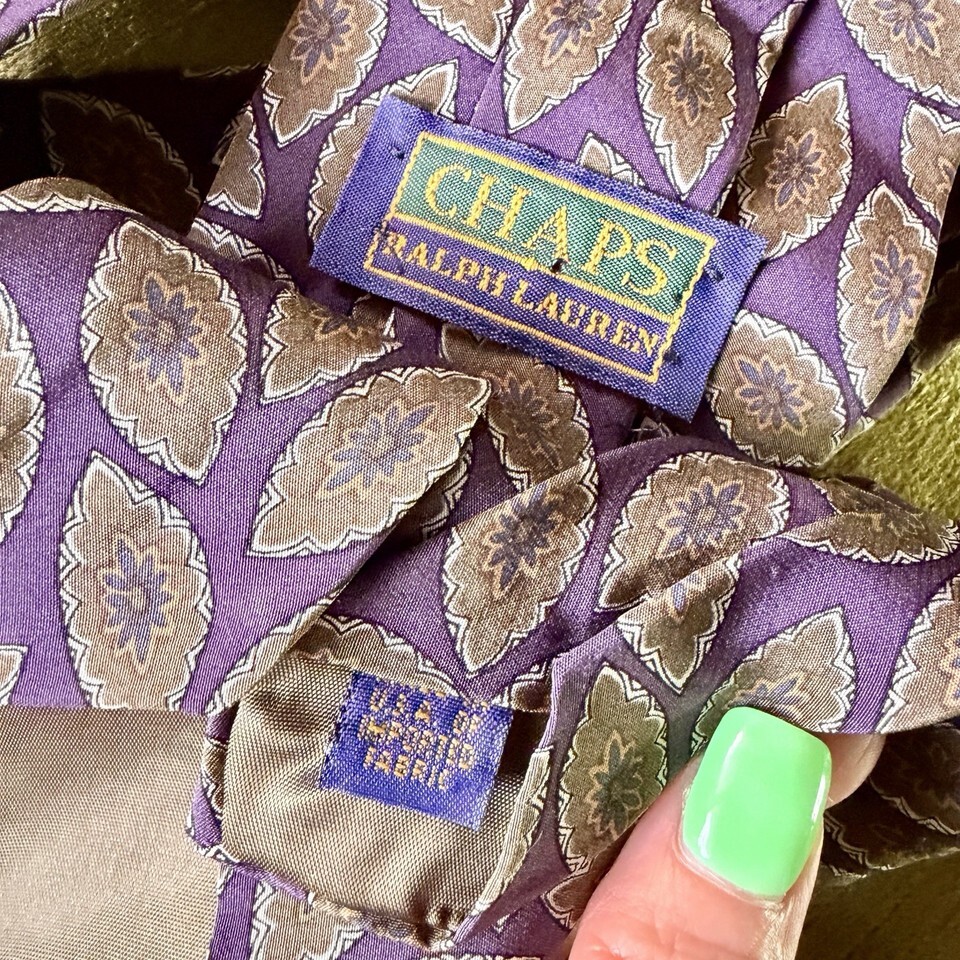 CHAPS
RALPH LAUREN
U.S.A. OF
IMPORTED
FABRIC